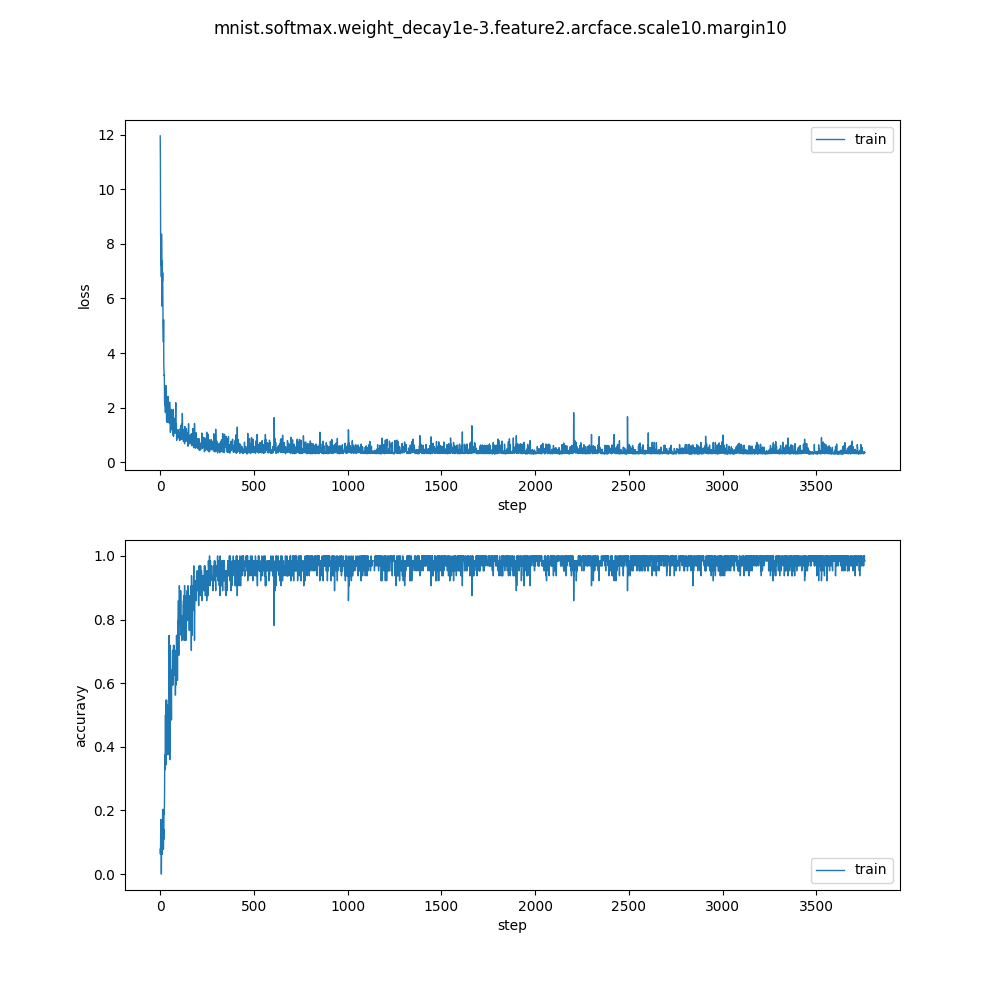 mnist.softmax.weight_decay1e-3.feature2.arcface.scale10.margin10
12
10
8
6
4
2
0
loss
train
0 500 1000 1500 2000 2500 3000 3500
step
1.0
0.8
0.6
0.4
0.2
0.0
accuravy
train
0 500 1000 1500 2000 2500 3000 3500
step